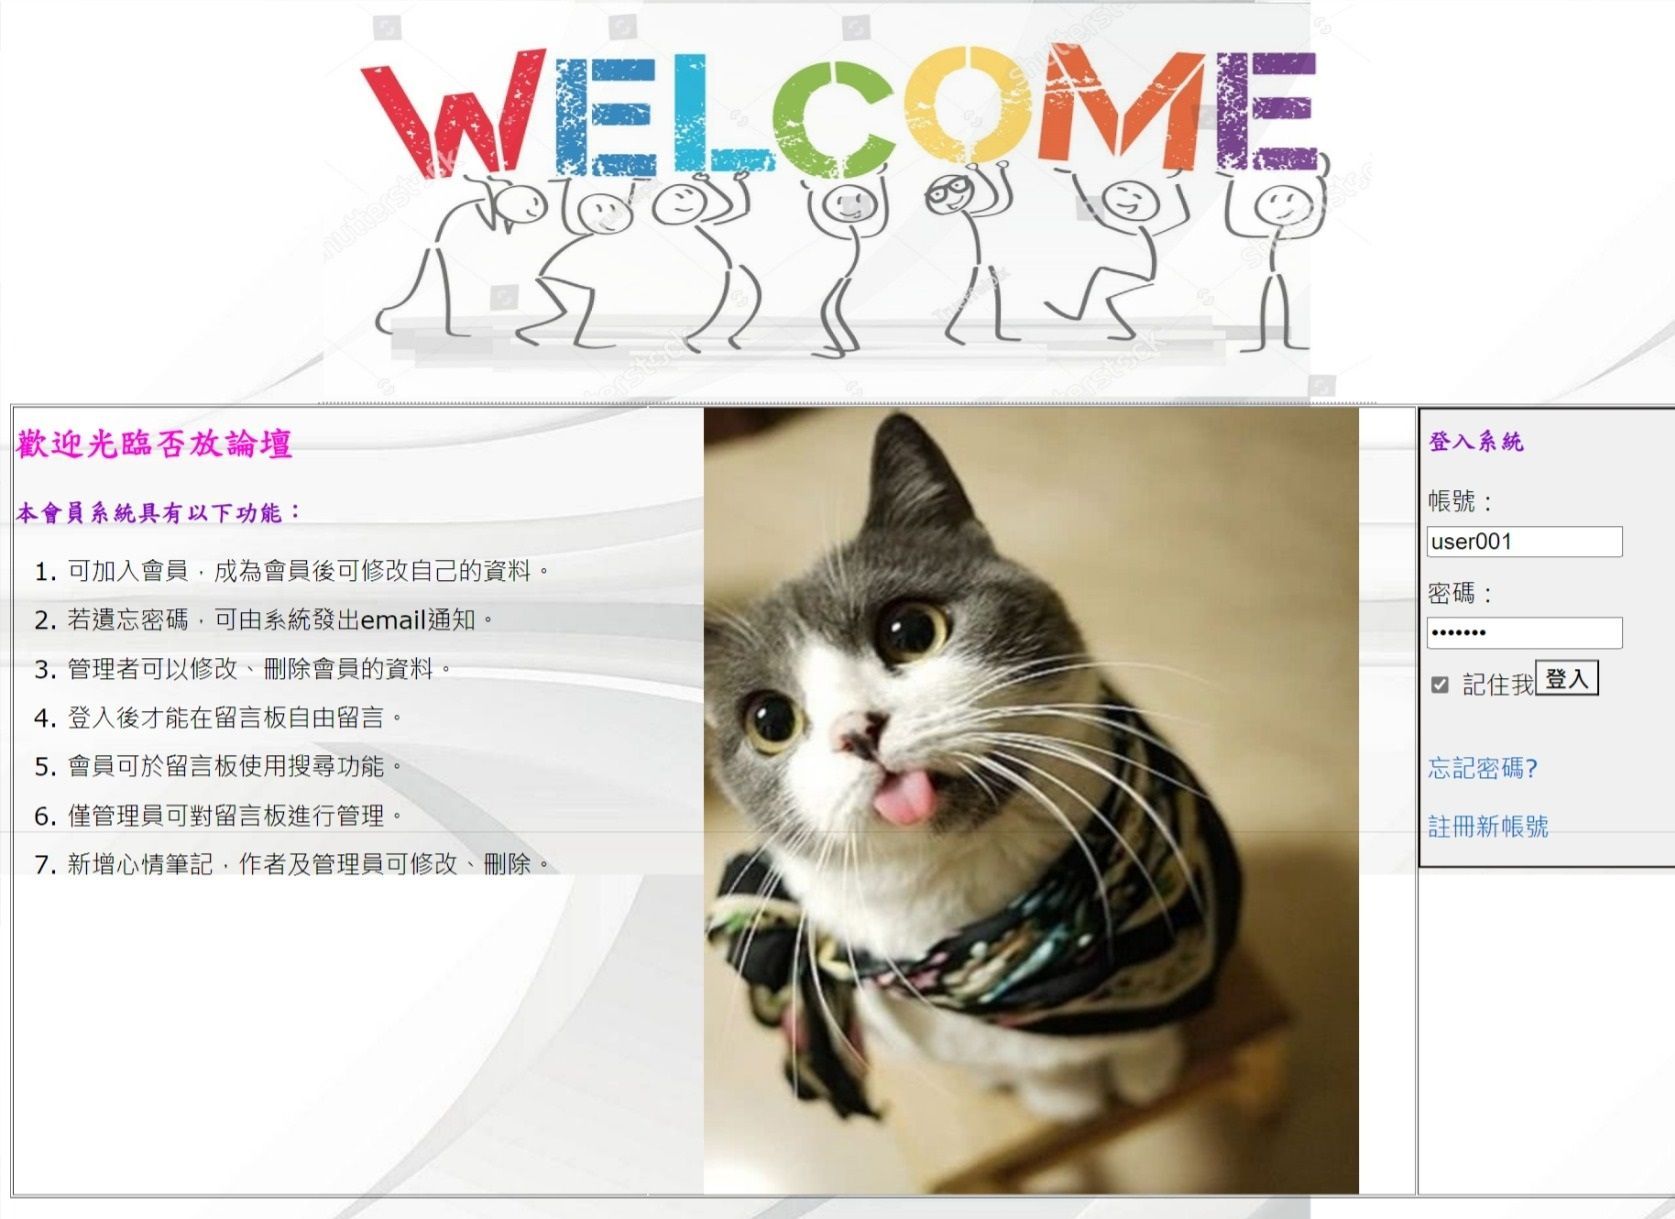 WELCOME
歡迎光臨否放論壇
本會員系統具有以下功能：
1. 可加入會員，成為會員後可修改自己的資料。
2. 若遺忘密碼，可由系統發出email通知。
3. 管理者可以修改、刪除會員的資料。
4. 登入後才能在留言板自由留言。
5. 會員可於留言板使用搜尋功能。
6. 僅管理員可對留言板進行管理。
7. 新增心情筆記，作者及管理員可修改、刪除。
登入系統
帳號：
user001
密碼：
•••••••
記住我 登入
忘記密碼?
註冊新帳號
shutterstock